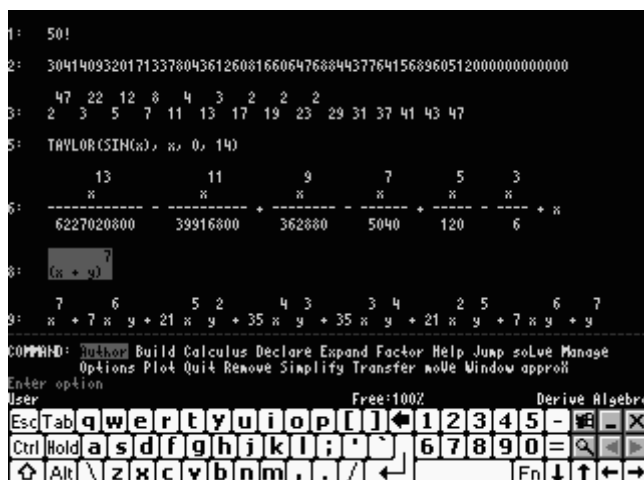 1: 50!
2: 30414093201713378043612608166064768844377641568960512000000000000
47 22 12 8 4 3 2 2 2
3: 2 3 5 7 11 13 17 19 23 29 31 37 41 43 47
5: TAYLOR(SIN(x), x, 0, 14)
13 11 9 7 5 3
x x x x x x
6: ---------- - -------- + ------ - ---- + --- - -- + x
6227020800 39916800 362880 5040 120 6
7
8: (x + y)
7 6 5 2 4 3 3 4 2 5 6 7
9: x + 7 x y + 21 x y + 35 x y + 35 x y + 21 x y + 7 x y + y
COMMAND: Author Build Calculus Declare Expand Factor Help Jump soLve Manage
Options Plot Quit Remove Simplify Transfer moVe Window approX
Enter option
User Free:100% Derive Algebr
Esc Tab q w e r t y u i o p [ ] 1 2 3 4 5 - X
Ctrl Hold a s d f g h j k l ; ' ` 6 7 8 9 0 =
Alt \ z x c v b n m , . / Fn